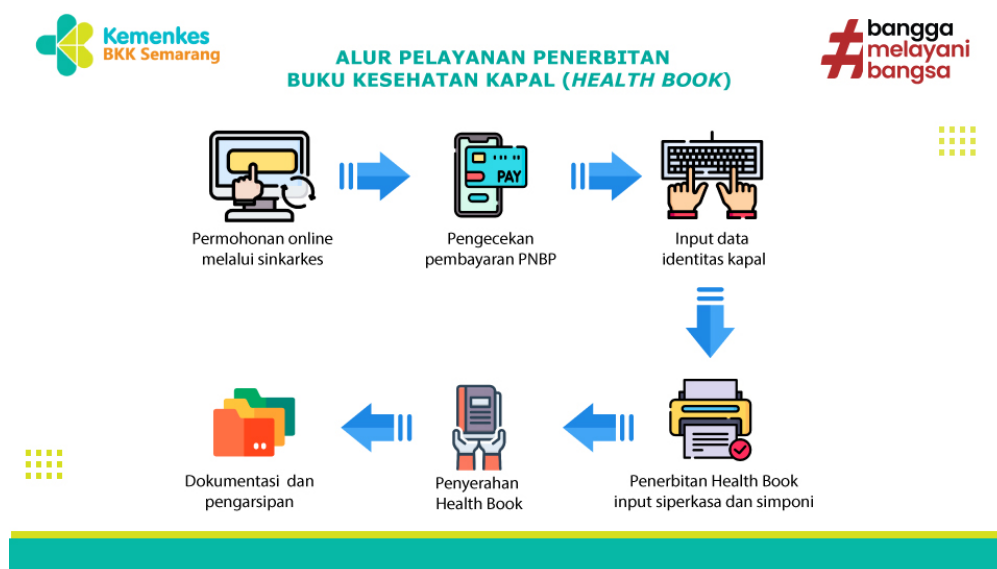 Kemenkes
BKK Semarang
ALUR PELAYANAN PENERBITAN
BUKU KESEHATAN KAPAL (HEALTH BOOK)
#bangga
melayani
bangsa
PAY
Permohonan online
melalui sinkarkes
Pengecekan
pembayaran PNBP
Input data
identitas kapal
Dokumentasi dan
pengarsipan
Penyerahan
Health Book
Penerbitan Health Book
input siperkasa dan simponi